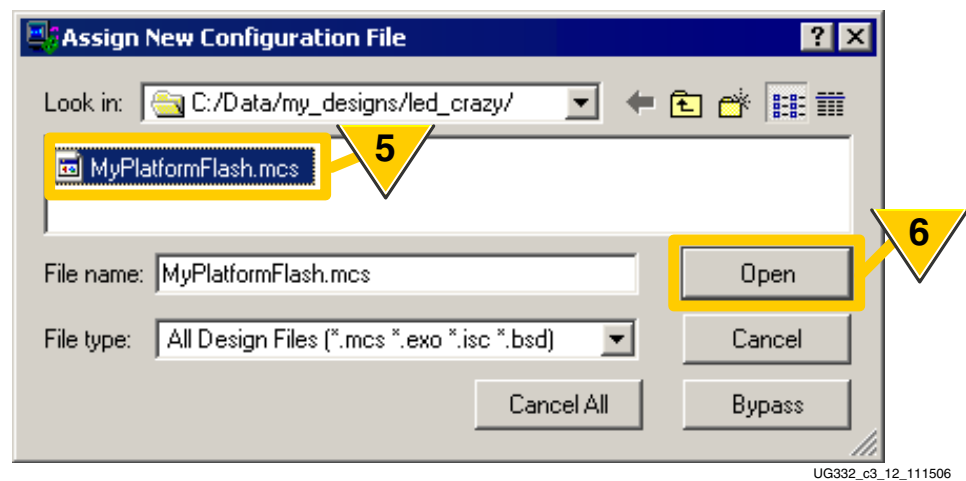 Assign New Configuration File
Look in: C:/Data/my_designs/led_crazy/
MyPlatformFlash.mcs
5
6
File name: MyPlatformFlash.mcs
Open
File type: All Design Files (*.mcs *.exo *.isc *.bsd)
Cancel
Cancel All
Bypass
UG332_c3_12_111506